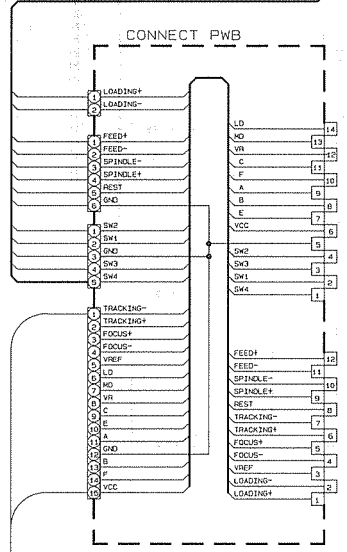 CONNECT PWB
1 LOADING+
2 LOADING-
1 FEED+
2 FEED-
3 SPINDLE-
4 SPINDLE+
5 REST
6 GND
1 SW2
2 SW1
3 GND
4 SW3
5 SW4
1 TRACKING-
2 TRACKING+
3 FOCUS+
4 FOCUS-
5 VREF
6 LD
7 MD
8 VR
9 C
10 E
11 A
12 GND
13 B
14 F
15 VCC
LD 14
MD 13
VR 12
C 11
F 10
A 9
B 8
E 7
VCC 6
5
SW2 4
SW3 3
SW1 2
SW4 1
FEED+ 12
FEED- 11
SPINDLE- 10
SPINDLE+ 9
REST 8
TRACKING- 7
TRACKING+ 6
FOCUS+ 5
FOCUS- 4
VREF 3
LOADING- 2
LOADING+ 1